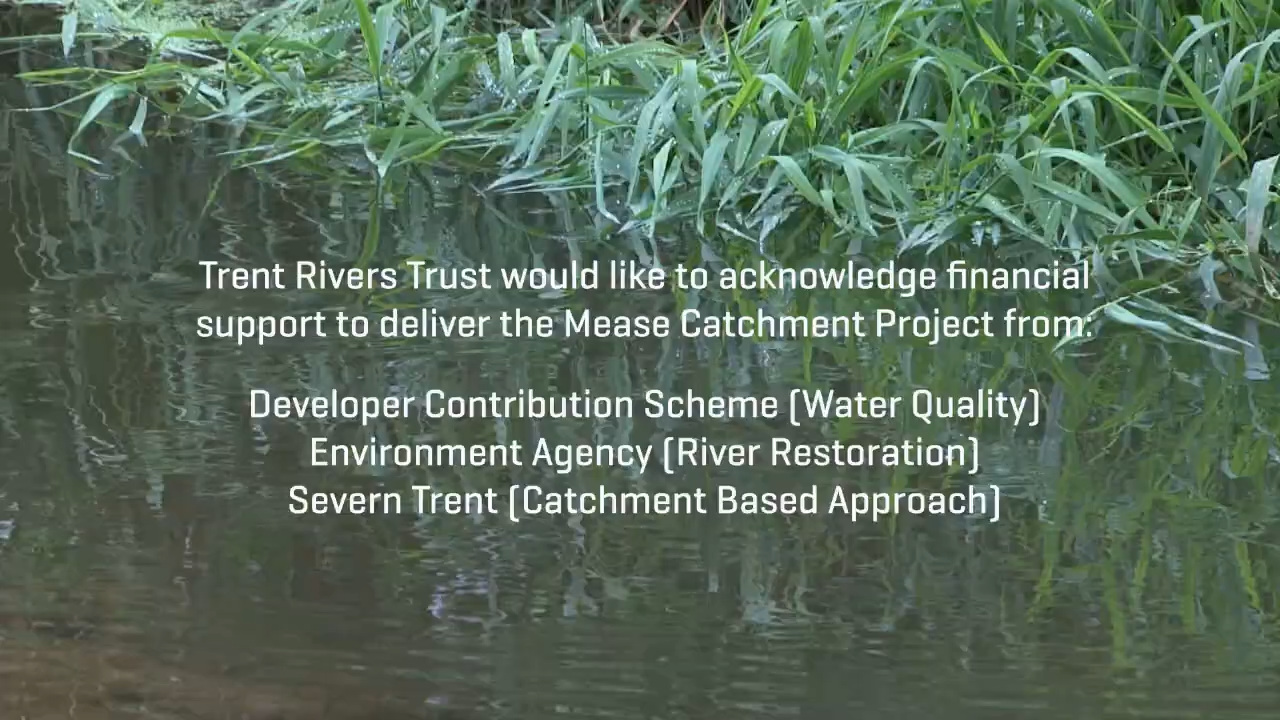 Trent Rivers Trust would like to acknowledge financial
support to deliver the Mease Catchment Project from:
Developer Contribution Scheme (Water Quality)
Environment Agency (River Restoration)
Severn Trent (Catchment Based Approach)